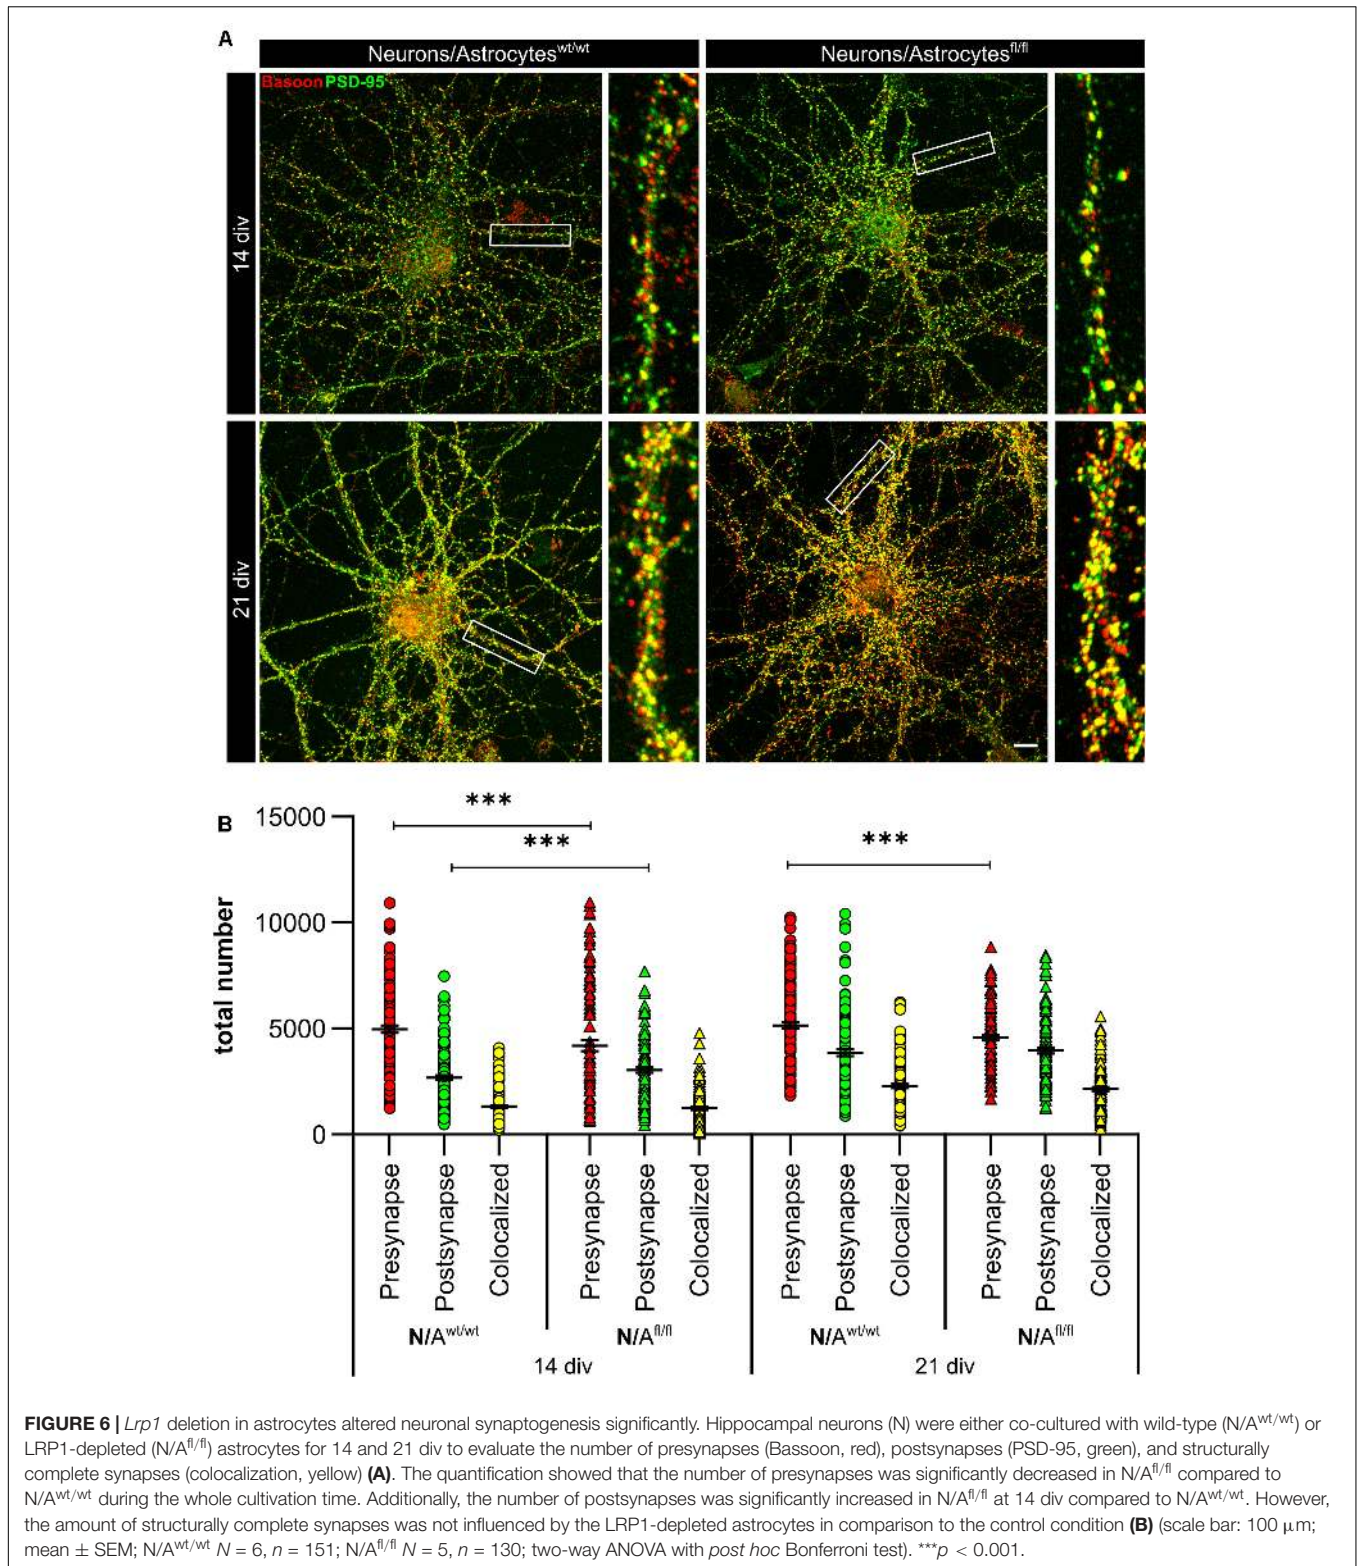 A
Neurons/Astrocytes^wt/wt
Neurons/Astrocytes^fl/fl
Basoon PSD-95
14 div
21 div
B
***
***
***
total number
15000
10000
5000
0
Presynapse
Postsynapse
Colocalized
Presynapse
Postsynapse
Colocalized
Presynapse
Postsynapse
Colocalized
Presynapse
Postsynapse
Colocalized
N/A^wt/wt
N/A^fl/fl
N/A^wt/wt
N/A^fl/fl
14 div
21 div
FIGURE 6 | Lrp1 deletion in astrocytes altered neuronal synaptogenesis significantly. Hippocampal neurons (N) were either co-cultured with wild-type (N/A^wt/wt) or
LRP1-depleted (N/A^fl/fl) astrocytes for 14 and 21 div to evaluate the number of presynapses (Bassoon, red), postsynapses (PSD-95, green), and structurally
complete synapses (colocalization, yellow) (A). The quantification showed that the number of presynapses was significantly decreased in N/A^fl/fl compared to
N/A^wt/wt during the whole cultivation time. Additionally, the number of postsynapses was significantly increased in N/A^fl/fl at 14 div compared to N/A^wt/wt. However,
the amount of structurally complete synapses was not influenced by the LRP1-depleted astrocytes in comparison to the control condition (B) (scale bar: 100 μm;
mean ± SEM; N/A^wt/wt N = 6, n = 151; N/A^fl/fl N = 5, n = 130; two-way ANOVA with post hoc Bonferroni test). ***p < 0.001.